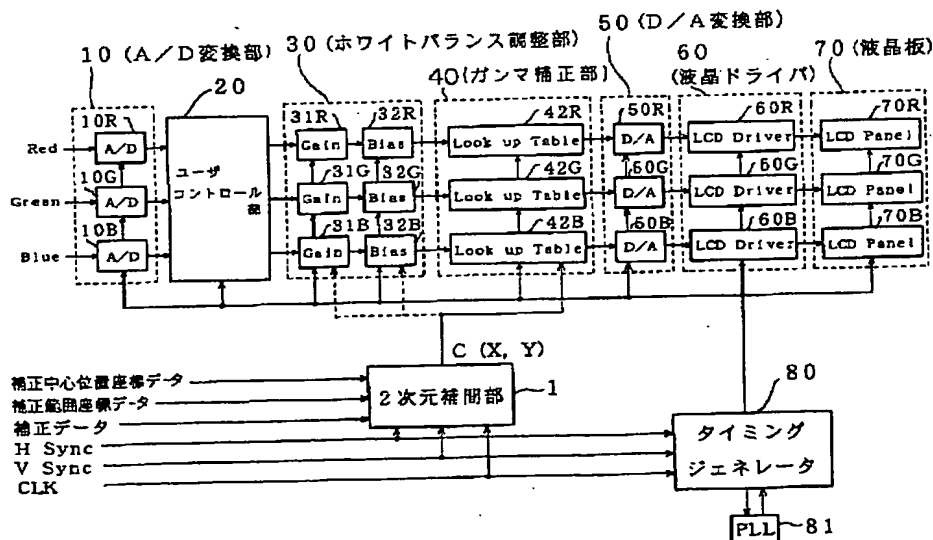 10 (A/D変換部)
20
30 (ホワイトバランス調整部)
40 (ガンマ補正部)
50 (D/A変換部)
60 (液晶ドライバ)
70 (液晶板)
10R 31R 32R 42R 50R 60R 70R
Red A/D Gain Bias Look up Table D/A LCD Driver LCD Panel
10G 31G 32G 42G 50G 60G 70G
Green A/D ユーザコントロール部 Gain Bias Look up Table D/A LCD Driver LCD Panel
10B 31B 32B 42B 50B 60B 70B
Blue A/D Gain Bias Look up Table D/A LCD Driver LCD Panel
C (X, Y)
補正中心位置座標データ
補正範囲座標データ
補正データ
H Sync
V Sync
CLK
2次元補間部 1
80
タイミング
ジェネレータ
PLL 81